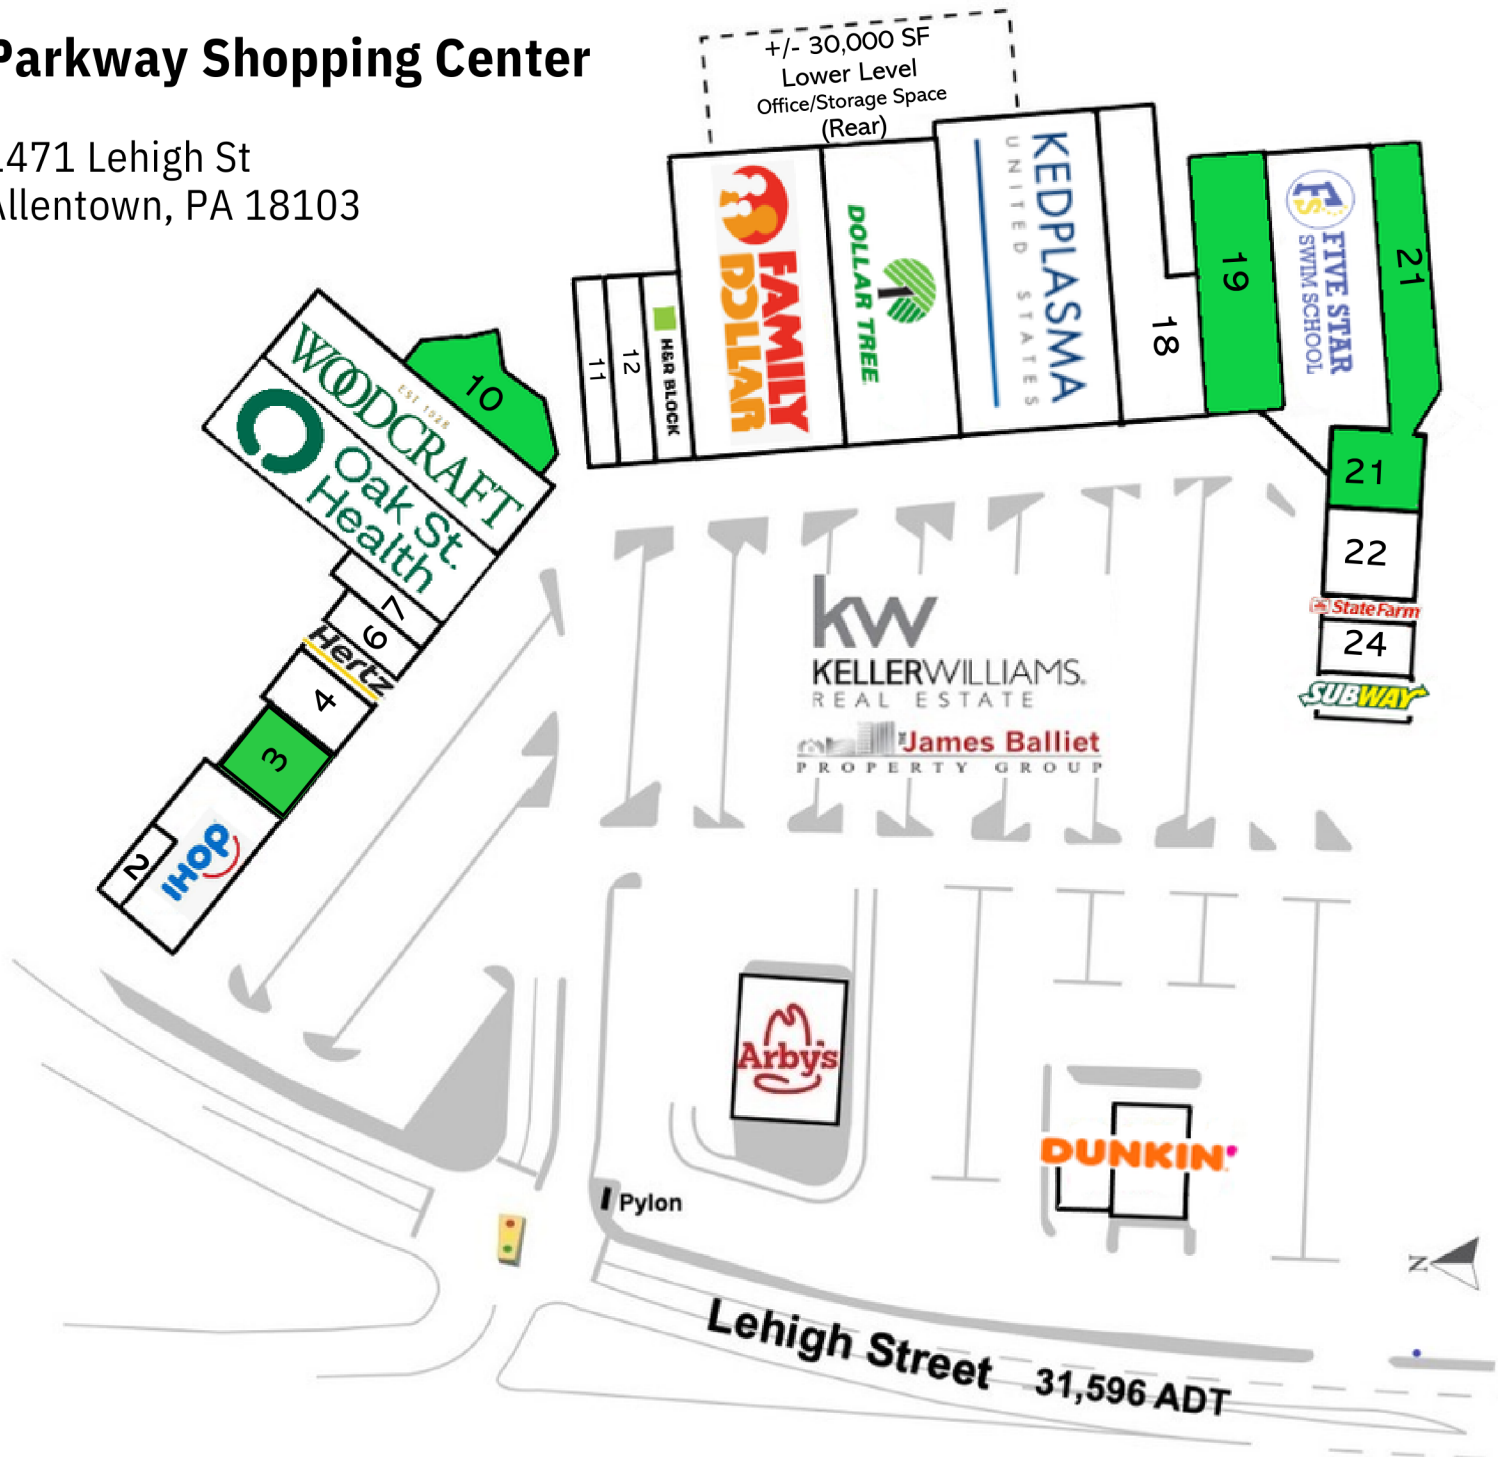 Parkway Shopping Center
1471 Lehigh St
Allentown, PA 18103
+/- 30,000 SF
Lower Level
Office/Storage Space
(Rear)
WOODCRAFT
EST 1928
Oak St.
Health
10
7
6
Hertz
4
3
IHOP
2
11
12
H&R BLOCK
FAMILY
DOLLAR
DOLLAR TREE
KEDPLASMA
UNITED STATES
18
19
FS
FIVE STAR
SWIM SCHOOL
21
21
22
StateFarm
24
SUBWAY
kw
KELLERWILLIAMS.
REAL ESTATE
THE James Balliet
PROPERTY GROUP
Arby's
DUNKIN'
Pylon
N
Lehigh Street 31,596 ADT